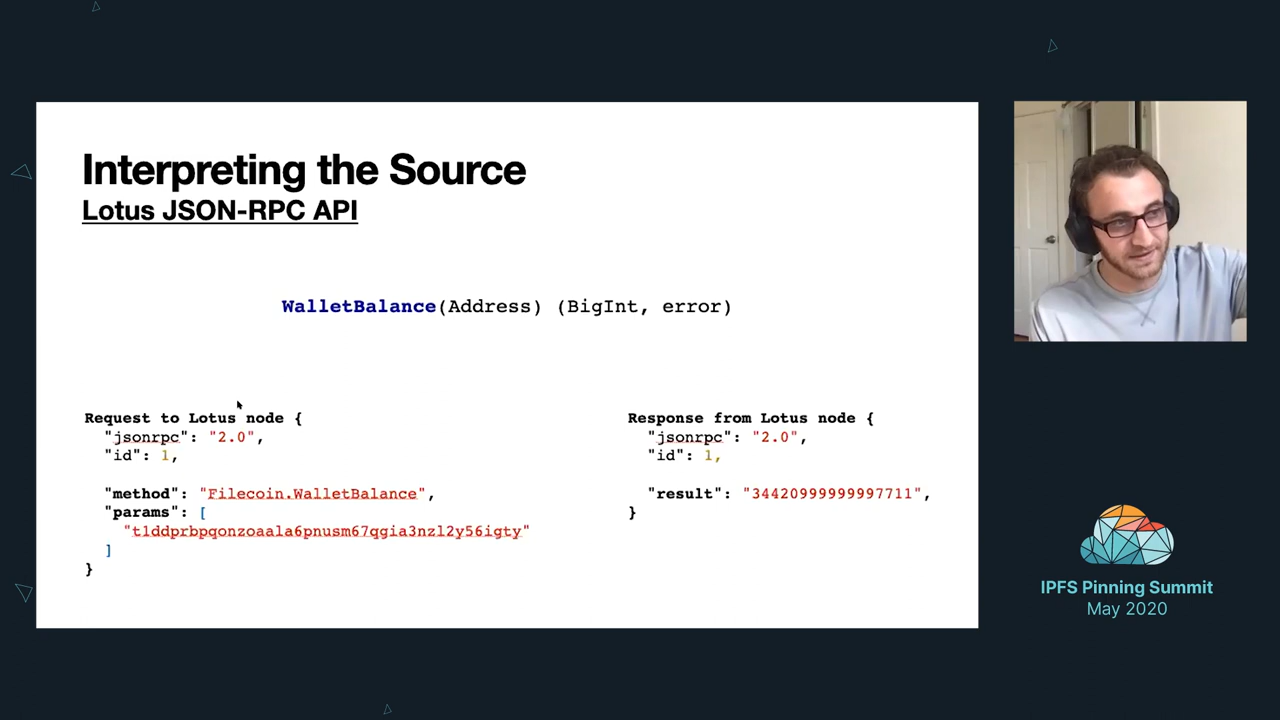 Interpreting the Source
Lotus JSON-RPC API
WalletBalance(Address) (BigInt, error)
Request to Lotus node {
"jsonrpc": "2.0",
"id": 1,
"method": "Filecoin.WalletBalance",
"params": [
"t1ddprbpqonzoaala6pnusm67qgia3nzl2y56igty"
]
}
Response from Lotus node {
"jsonrpc": "2.0",
"id": 1,
"result": "34420999999997711",
}
IPFS Pinning Summit
May 2020